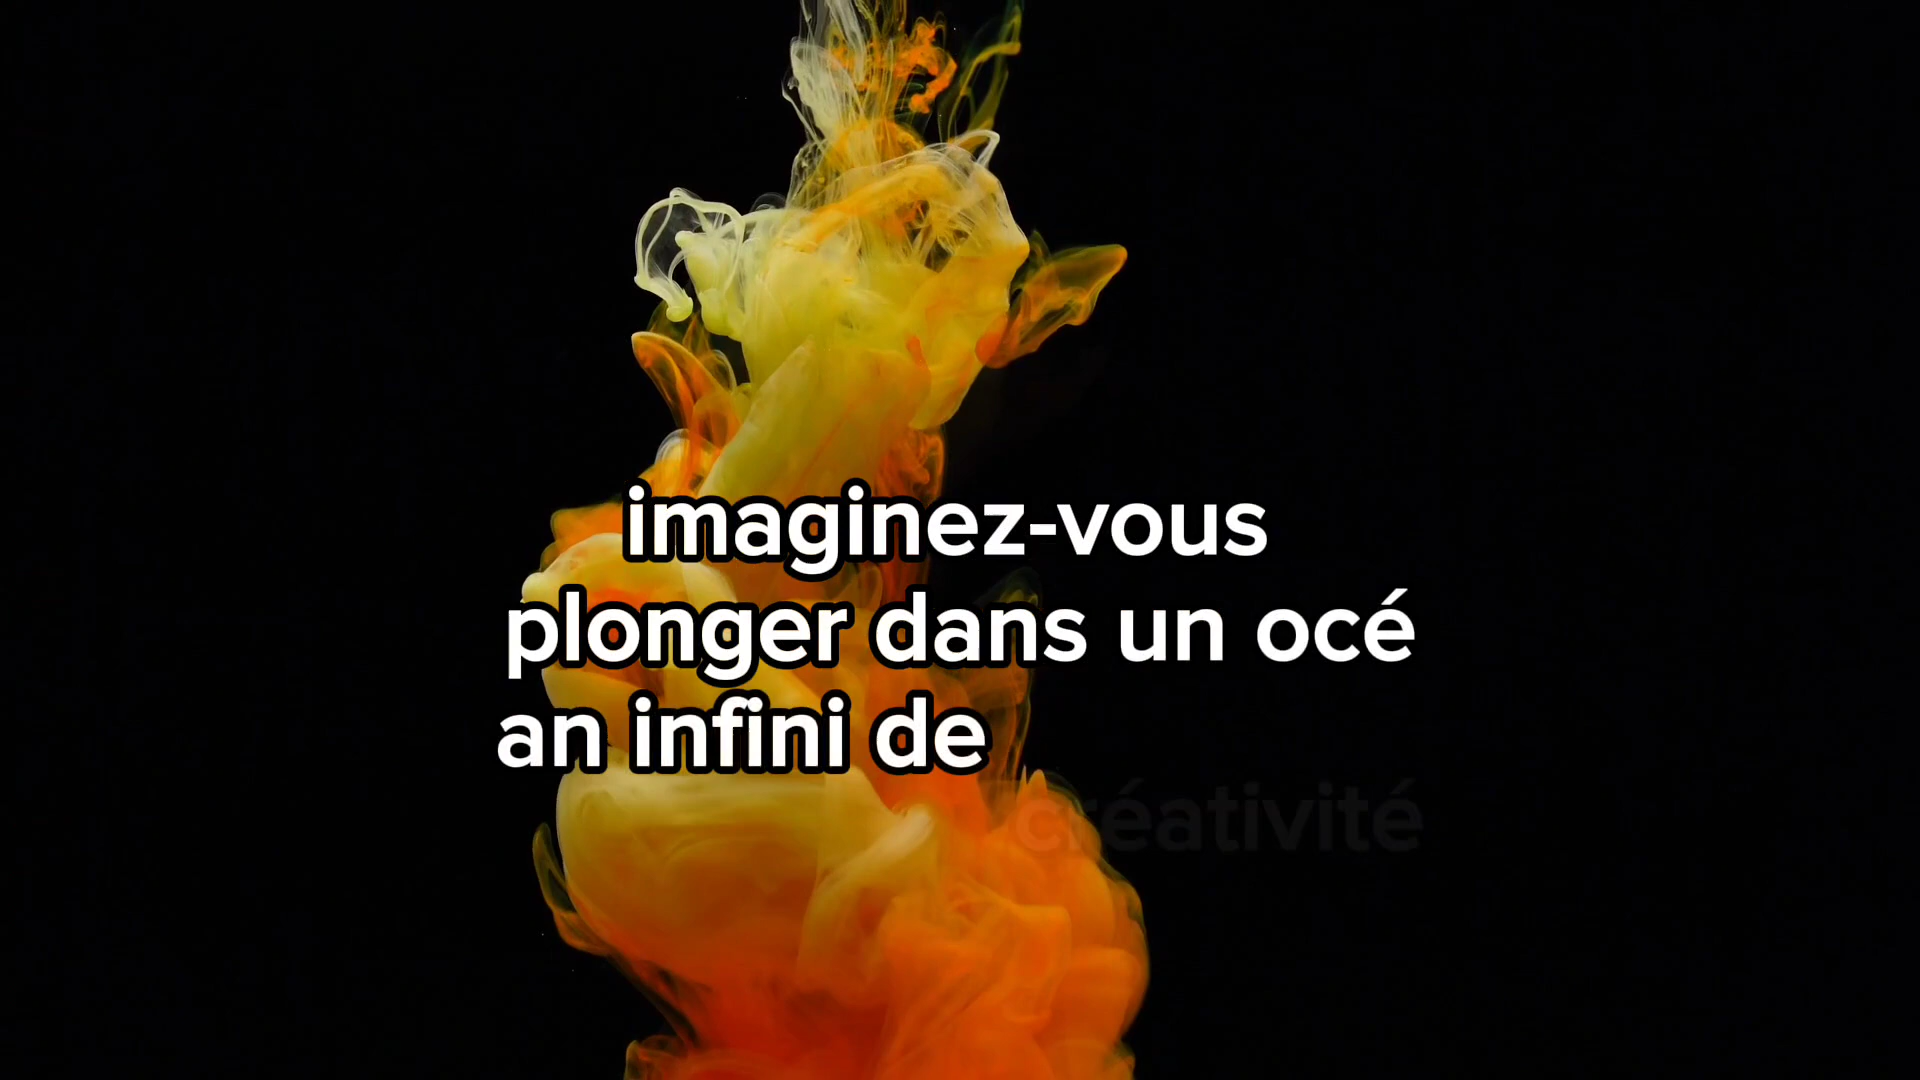 imaginez-vous
plonger dans un océ
an infini de
créativité